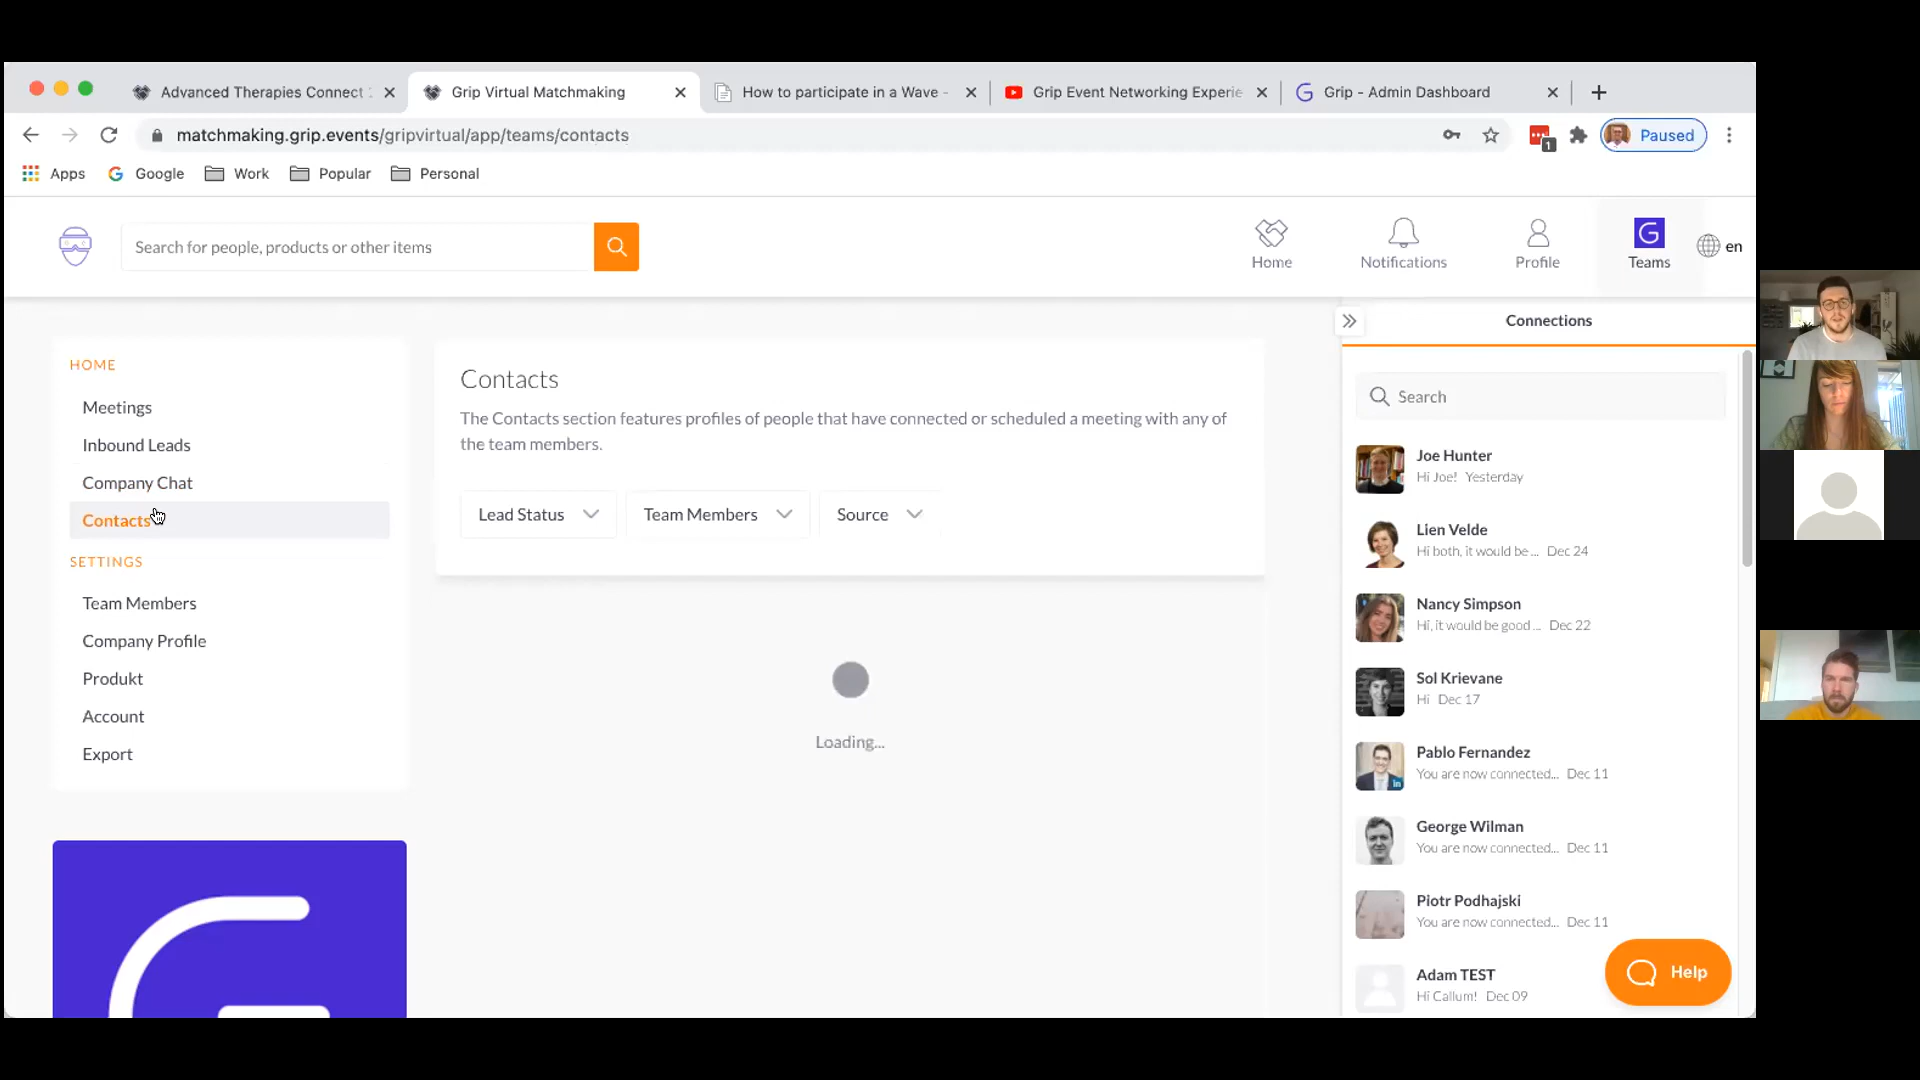 Advanced Therapies Connect
Grip Virtual Matchmaking
How to participate in a Wave -
Grip Event Networking Experie
Grip - Admin Dashboard
matchmaking.grip.events/gripvirtual/app/teams/contacts
1
Paused
Apps
Google
Work
Popular
Personal
Search for people, products or other items
Home
Notifications
Profile
G
Teams
en
HOME
Meetings
Inbound Leads
Company Chat
Contacts
SETTINGS
Team Members
Company Profile
Produkt
Account
Export
Contacts
The Contacts section features profiles of people that have connected or scheduled a meeting with any of
the team members.
Lead Status
Team Members
Source
Loading...
Connections
Search
Joe Hunter
Hi Joe! Yesterday
Lien Velde
Hi both, it would be ... Dec 24
Nancy Simpson
Hi, it would be good ... Dec 22
Sol Krievane
Hi Dec 17
Pablo Fernandez
You are now connected... Dec 11
in
George Wilman
You are now connected... Dec 11
Piotr Podhajski
You are now connected... Dec 11
Adam TEST
Hi Callum! Dec 09
Help